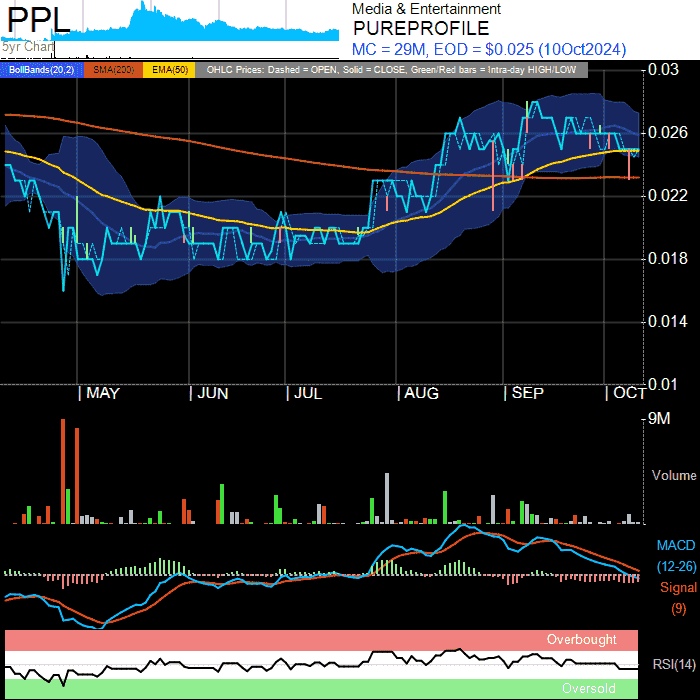 PPL
5yr Chart
Media & Entertainment
PUREPROFILE
MC = 29M, EOD = $0.025 (10Oct2024)
BollBands(20,2) SMA(200) EMA(50) OHLC Prices: Dashed = OPEN, Solid = CLOSE, Green/Red bars = Intra-day HIGH/LOW
0.03
0.026
0.022
0.018
0.014
0.01
| MAY | JUN | JUL | AUG | SEP | OCT
9M
Volume
MACD
(12-26)
Signal
(9)
Overbought
RSI(14)
Oversold